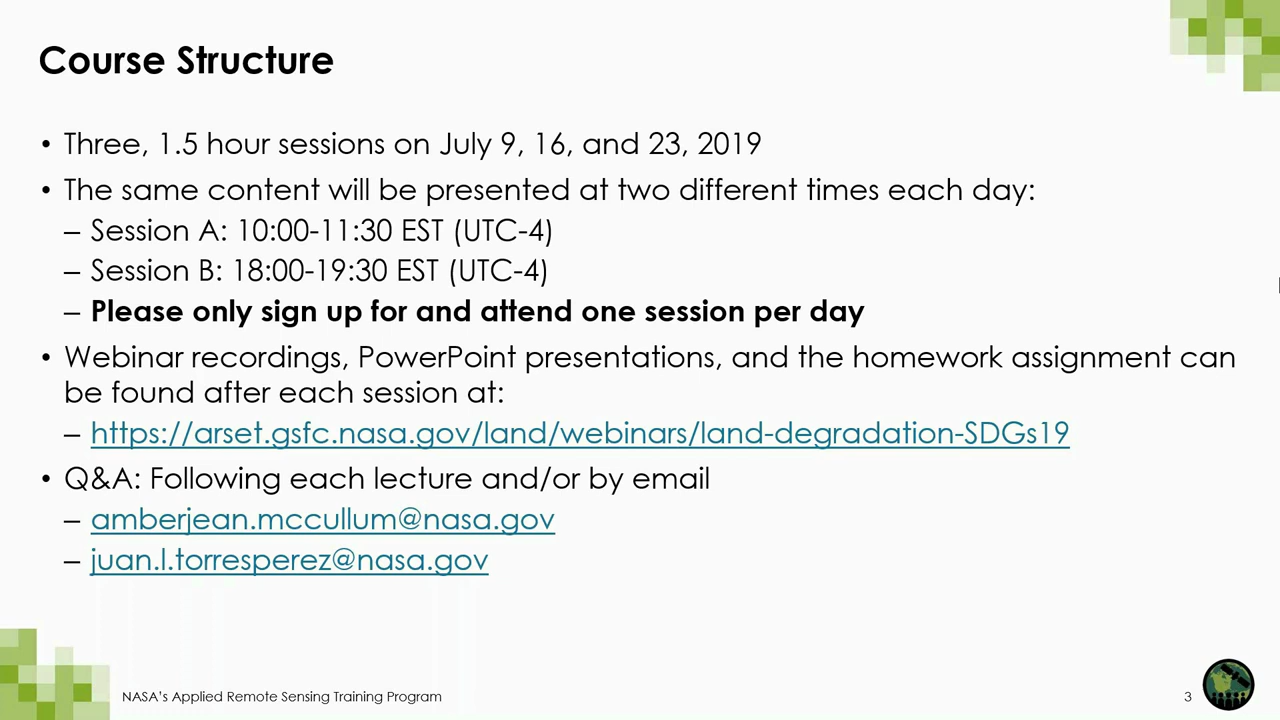 Course Structure
• Three, 1.5 hour sessions on July 9, 16, and 23, 2019
• The same content will be presented at two different times each day:
– Session A: 10:00-11:30 EST (UTC-4)
– Session B: 18:00-19:30 EST (UTC-4)
– Please only sign up for and attend one session per day
• Webinar recordings, PowerPoint presentations, and the homework assignment can
be found after each session at:
– https://arset.gsfc.nasa.gov/land/webinars/land-degradation-SDGs19
• Q&A: Following each lecture and/or by email
– amberjean.mccullum@nasa.gov
– juan.l.torresperez@nasa.gov
NASA's Applied Remote Sensing Training Program
3